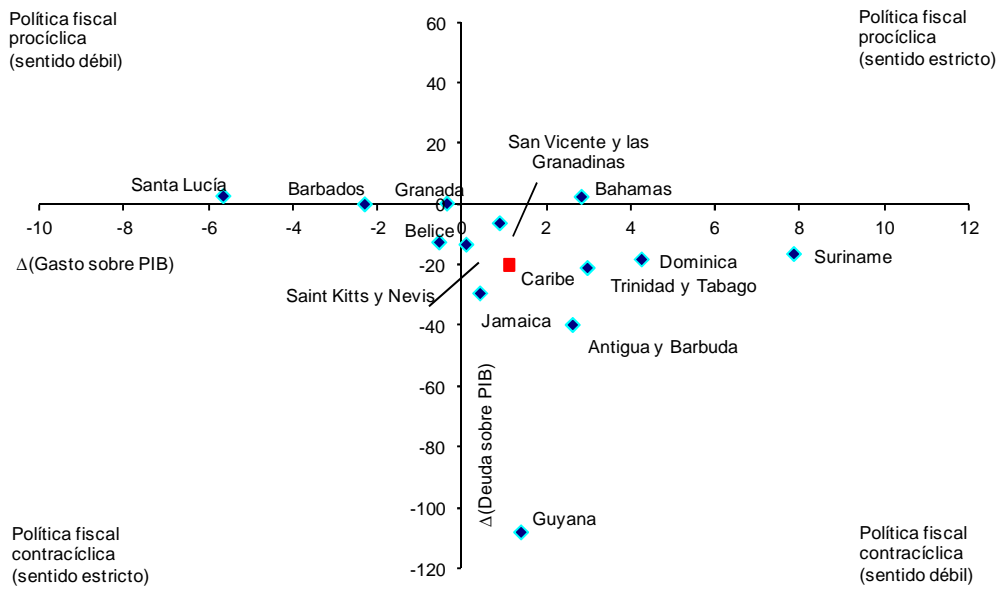 Política fiscal
procíclica
(sentido débil)
Política fiscal
procíclica
(sentido estricto)
60
40
20
0
-20
-40
-60
-80
-100
-120
San Vicente y las
Granadinas
Santa Lucía
Barbados
Granada
Bahamas
-10
-8
-6
-4
-2
0
2
4
6
8
10
12
Belice
Δ(Gasto sobre PIB)
Dominica
Suriname
Caribe
Trinidad y Tabago
Saint Kitts y Nevis
Jamaica
Antigua y Barbuda
Δ(Deuda sobre PIB)
Guyana
Política fiscal
contracíclica
(sentido estricto)
Política fiscal
contracíclica
(sentido débil)